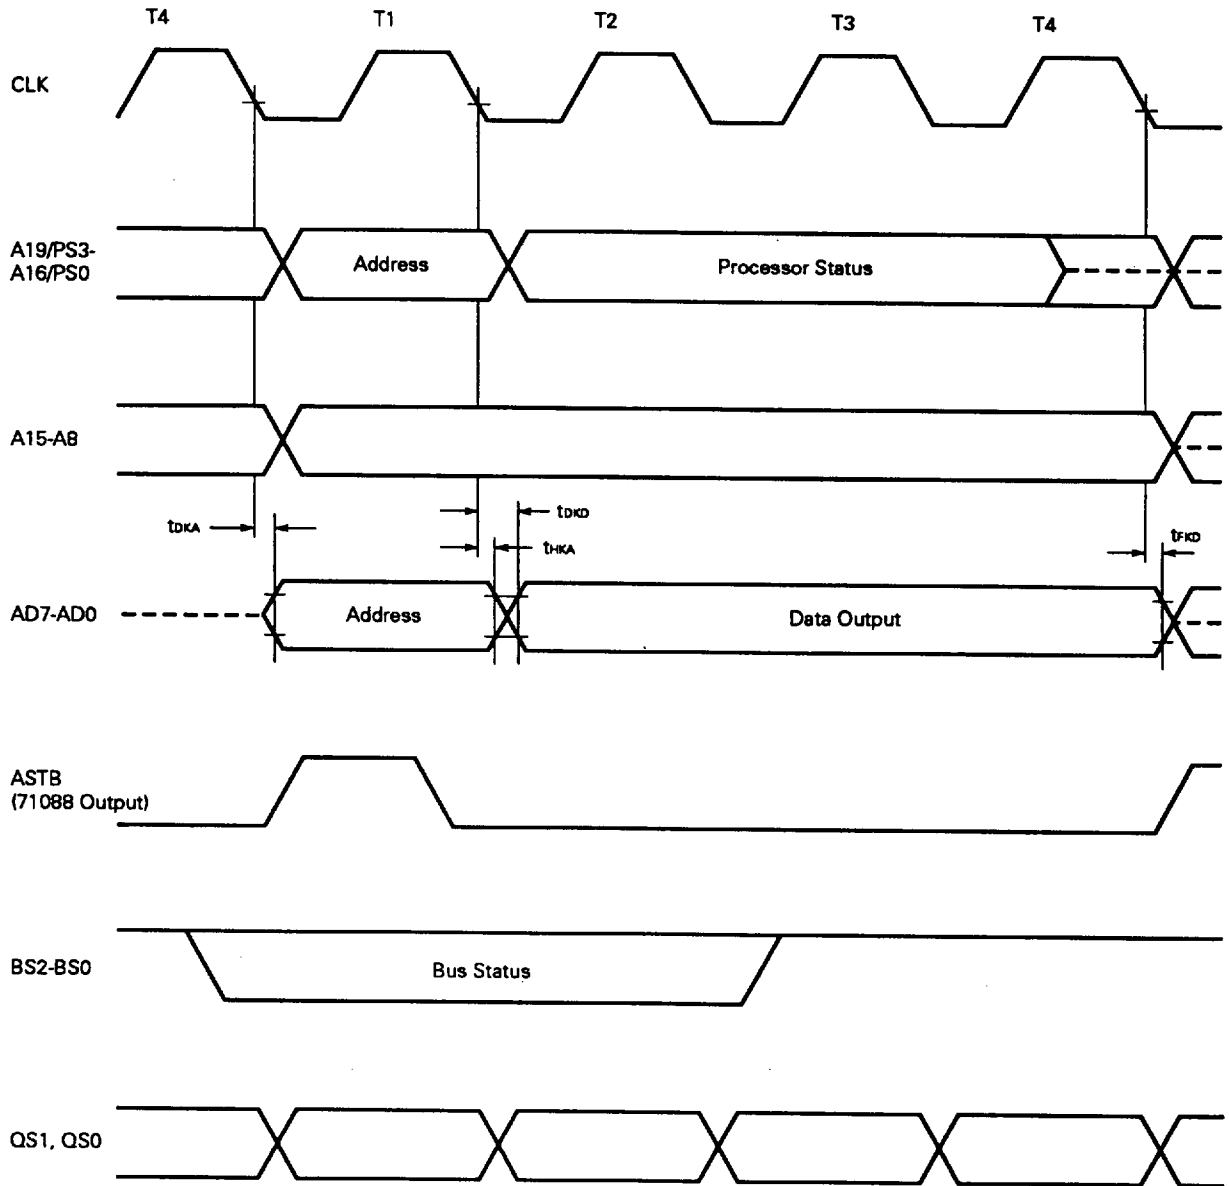 T4 T1 T2 T3 T4
CLK
A19/PS3-
A16/PS0
Address
Processor Status
A15-A8
tDKA
tDKD
tHKA
tFKD
AD7-AD0
Address
Data Output
ASTB
(71088 Output)
BS2-BS0
Bus Status
QS1, QS0